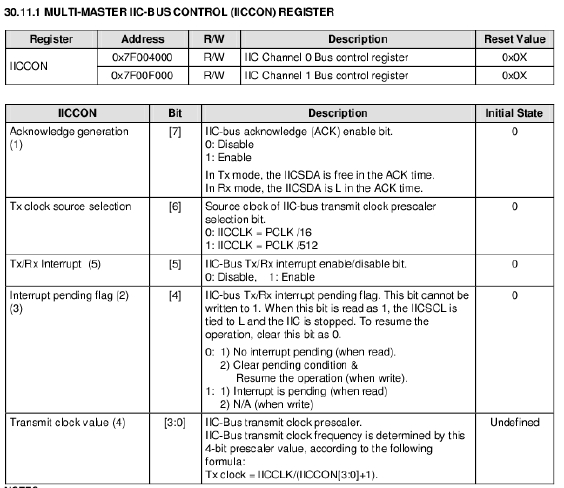 30.11.1 MULTI-MASTER IIC-BUS CONTROL (IICCON) REGISTER
Register Address R/W Description Reset Value
IICCON 0x7F004000 R/W IIC Channel 0 Bus control register 0x0X
0x7F00F000 R/W IIC Channel 1 Bus control register 0x0X
IICCON Bit Description Initial State
Acknowledge generation [7] IIC-bus acknowledge (ACK) enable bit. 0
(1) 0: Disable
1: Enable
In Tx mode, the IICSDA is free in the ACK time.
In Rx mode, the IICSDA is L in the ACK time.
Tx clock source selection [6] Source clock of IIC-bus transmit clock prescaler 0
selection bit.
0: IICCLK = PCLK /16
1: IICCLK = PCLK /512
Tx/Rx Interrupt (5) [5] IIC-Bus Tx/Rx interrupt enable/disable bit. 0
0: Disable, 1: Enable
Interrupt pending flag (2) [4] IIC-bus Tx/Rx interrupt pending flag. This bit cannot be 0
(3) written to 1. When this bit is read as 1, the IICSCL is
tied to L and the IIC is stopped. To resume the
operation, clear this bit as 0.
0: 1) No interrupt pending (when read).
2) Clear pending condition &
Resume the operation (when write).
1: 1) Interrupt is pending (when read)
2) N/A (when write)
Transmit clock value (4) [3:0] IIC-Bus transmit clock prescaler. Undefined
IIC-Bus transmit clock frequency is determined by this
4-bit prescaler value, according to the following
formula:
Tx clock = IICCLK/(IICCON[3:0]+1).